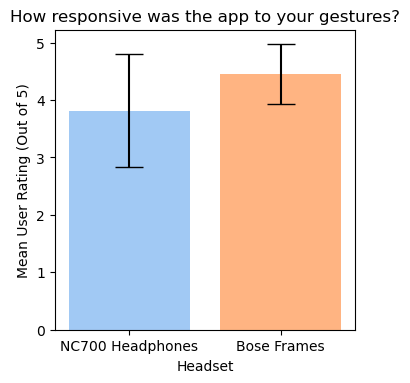 How responsive was the app to your gestures?
Mean User Rating (Out of 5)
5
4
3
2
1
0
NC700 Headphones
Bose Frames
Headset